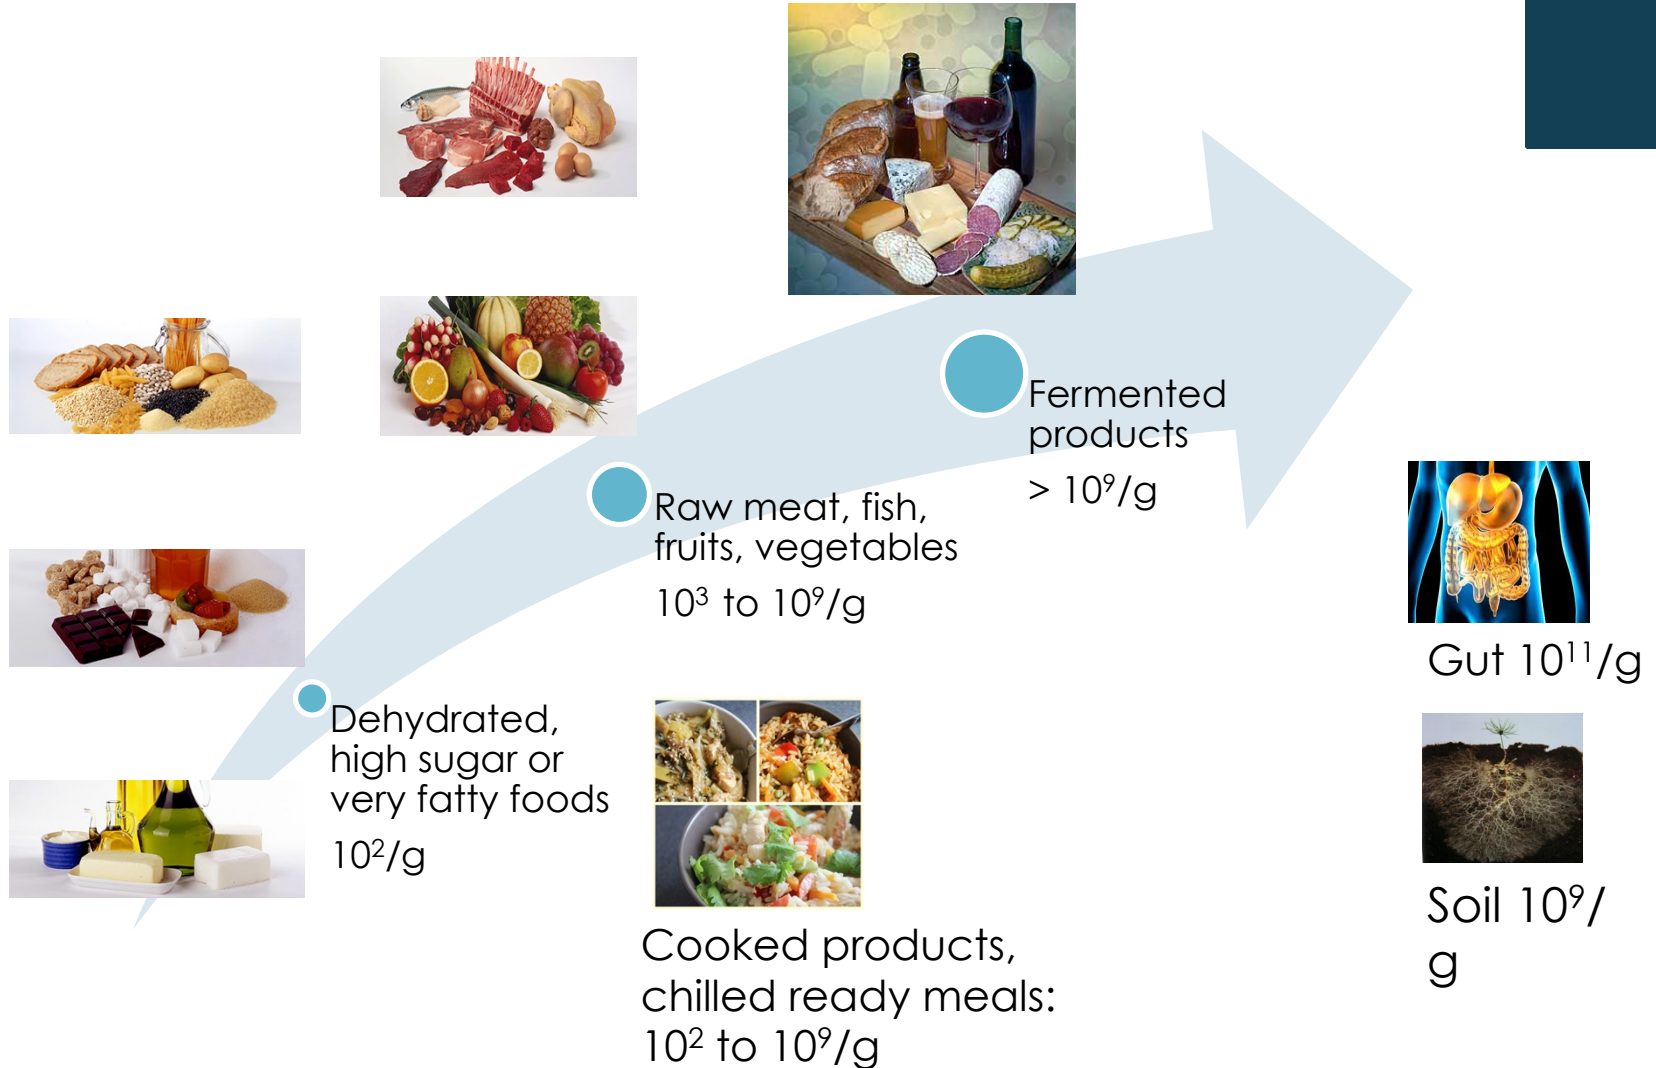 Fermented
products
> 10⁹/g
Raw meat, fish,
fruits, vegetables
10³ to 10⁹/g
Gut 10¹¹/g
Dehydrated,
high sugar or
very fatty foods
10²/g
Soil 10⁹/
g
Cooked products,
chilled ready meals:
10² to 10⁹/g